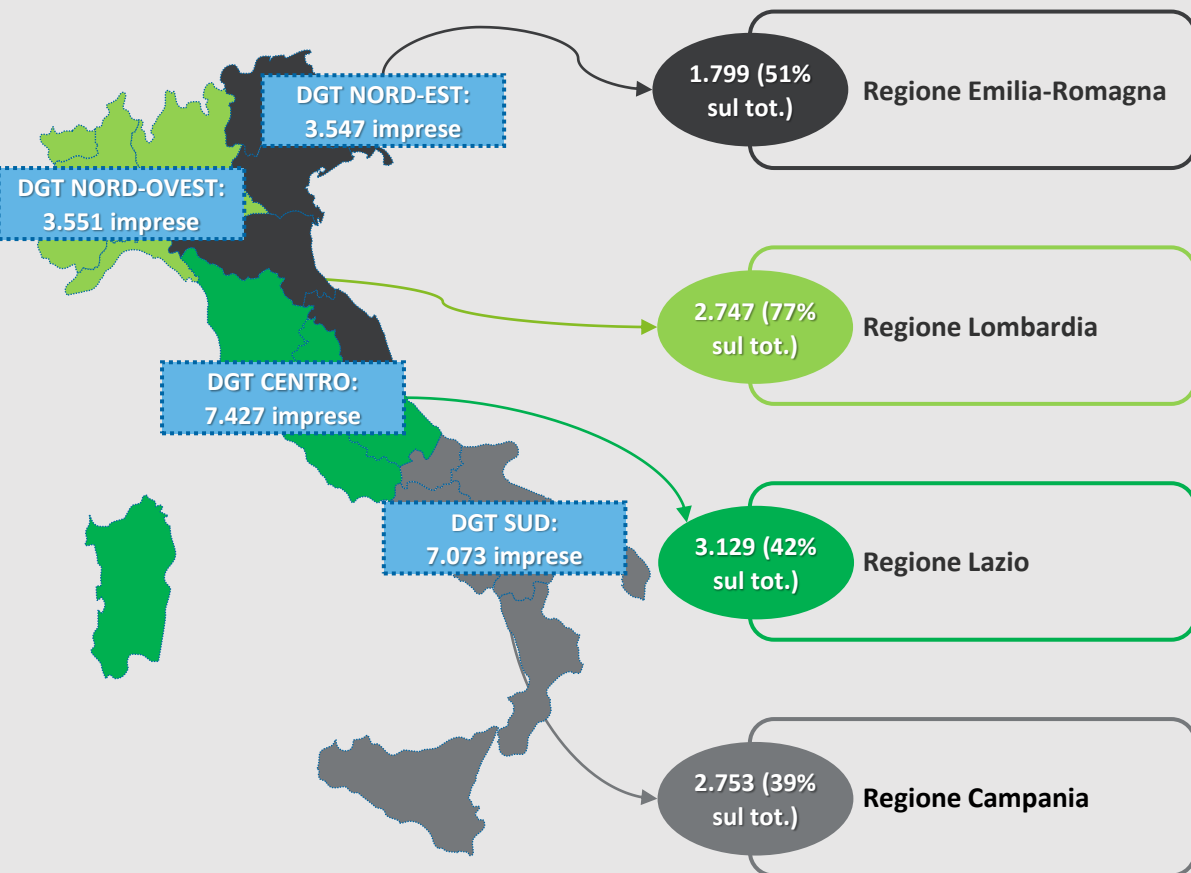 DGT NORD-EST:
3.547 imprese
1.799 (51%
sul tot.)
Regione Emilia-Romagna
DGT NORD-OVEST:
3.551 imprese
2.747 (77%
sul tot.)
Regione Lombardia
DGT CENTRO:
7.427 imprese
3.129 (42%
sul tot.)
Regione Lazio
DGT SUD:
7.073 imprese
2.753 (39%
sul tot.)
Regione Campania